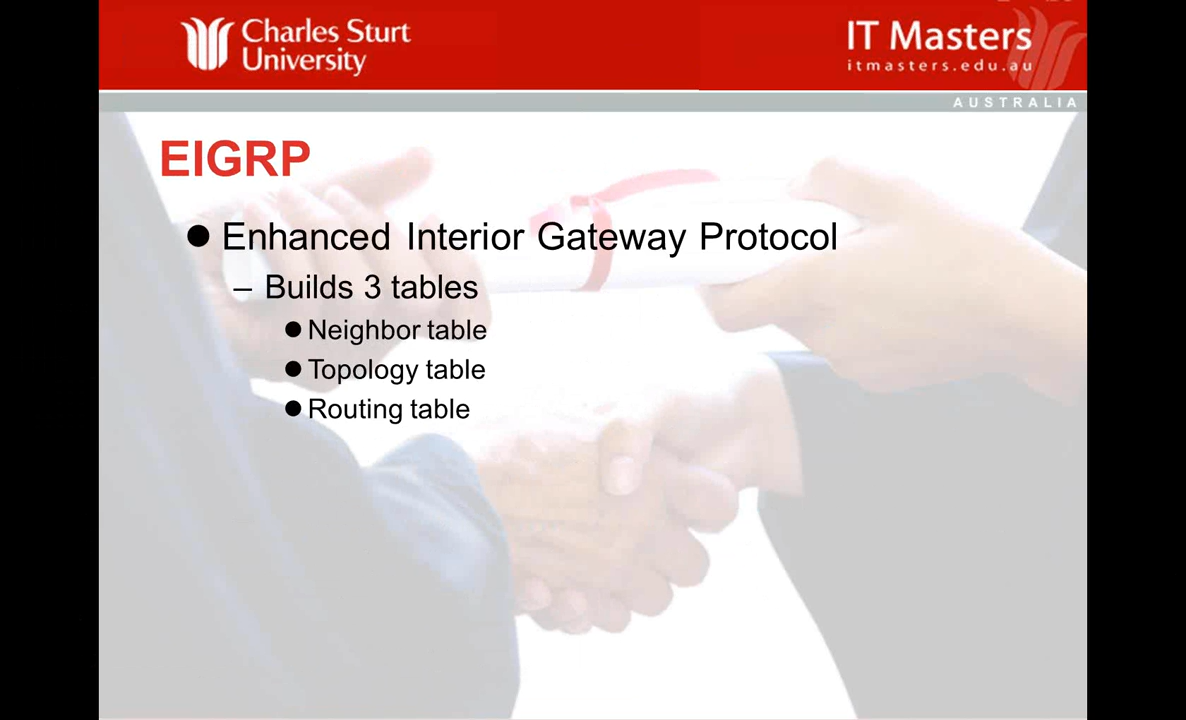 Charles Sturt
University
IT Masters
itmasters.edu.au
AUSTRALIA
EIGRP
● Enhanced Interior Gateway Protocol
– Builds 3 tables
● Neighbor table
● Topology table
● Routing table